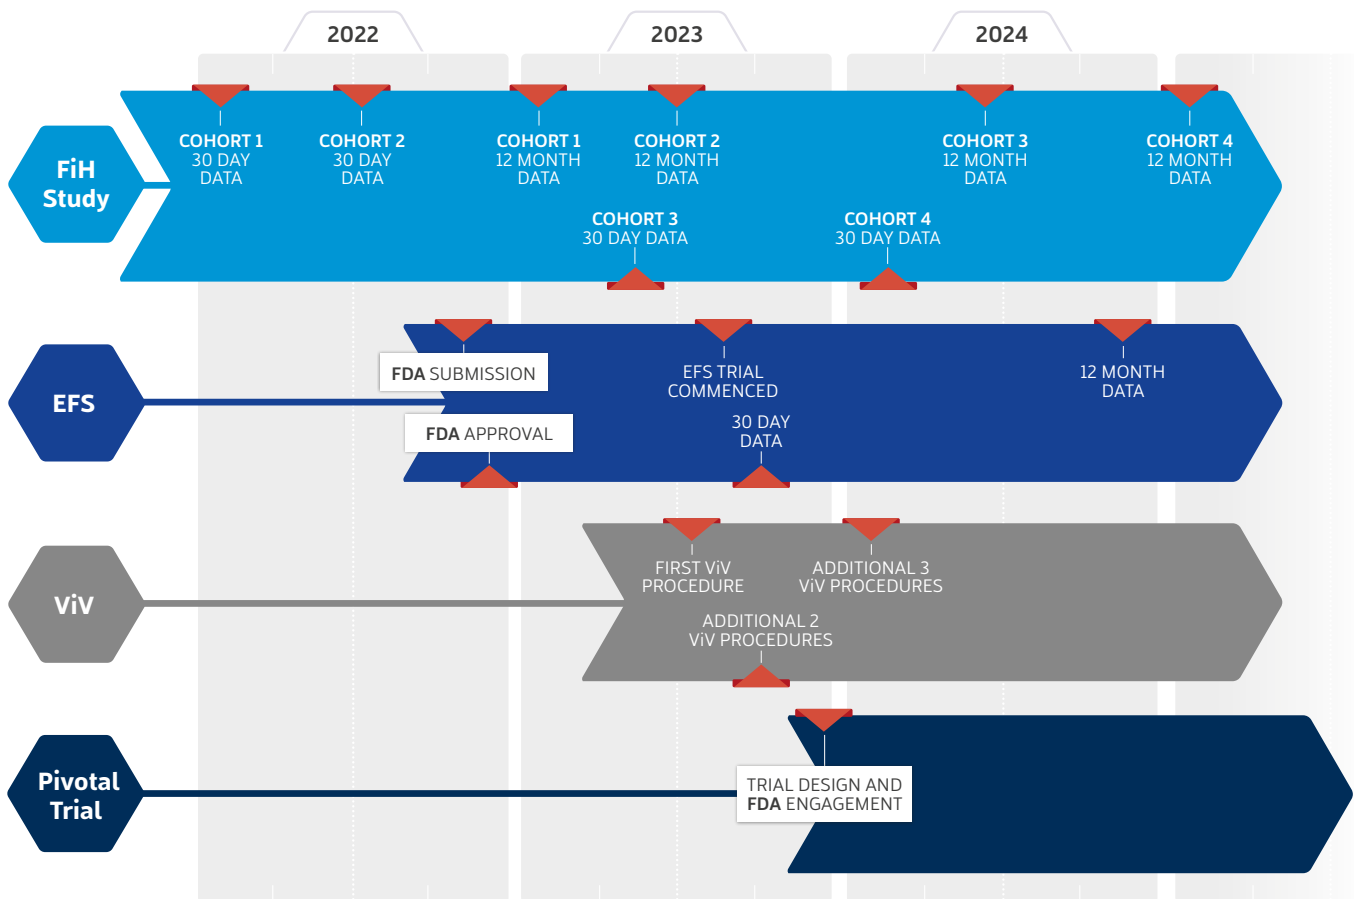 2022
2023
2024
FiH
Study
COHORT 1
30 DAY
DATA
COHORT 2
30 DAY
DATA
COHORT 1
12 MONTH
DATA
COHORT 2
12 MONTH
DATA
COHORT 3
12 MONTH
DATA
COHORT 4
12 MONTH
DATA
COHORT 3
30 DAY DATA
COHORT 4
30 DAY DATA
EFS
FDA SUBMISSION
FDA APPROVAL
EFS TRIAL
COMMENCED
30 DAY
DATA
12 MONTH
DATA
ViV
FIRST ViV
PROCEDURE
ADDITIONAL 3
ViV PROCEDURES
ADDITIONAL 2
ViV PROCEDURES
Pivotal
Trial
TRIAL DESIGN AND
FDA ENGAGEMENT